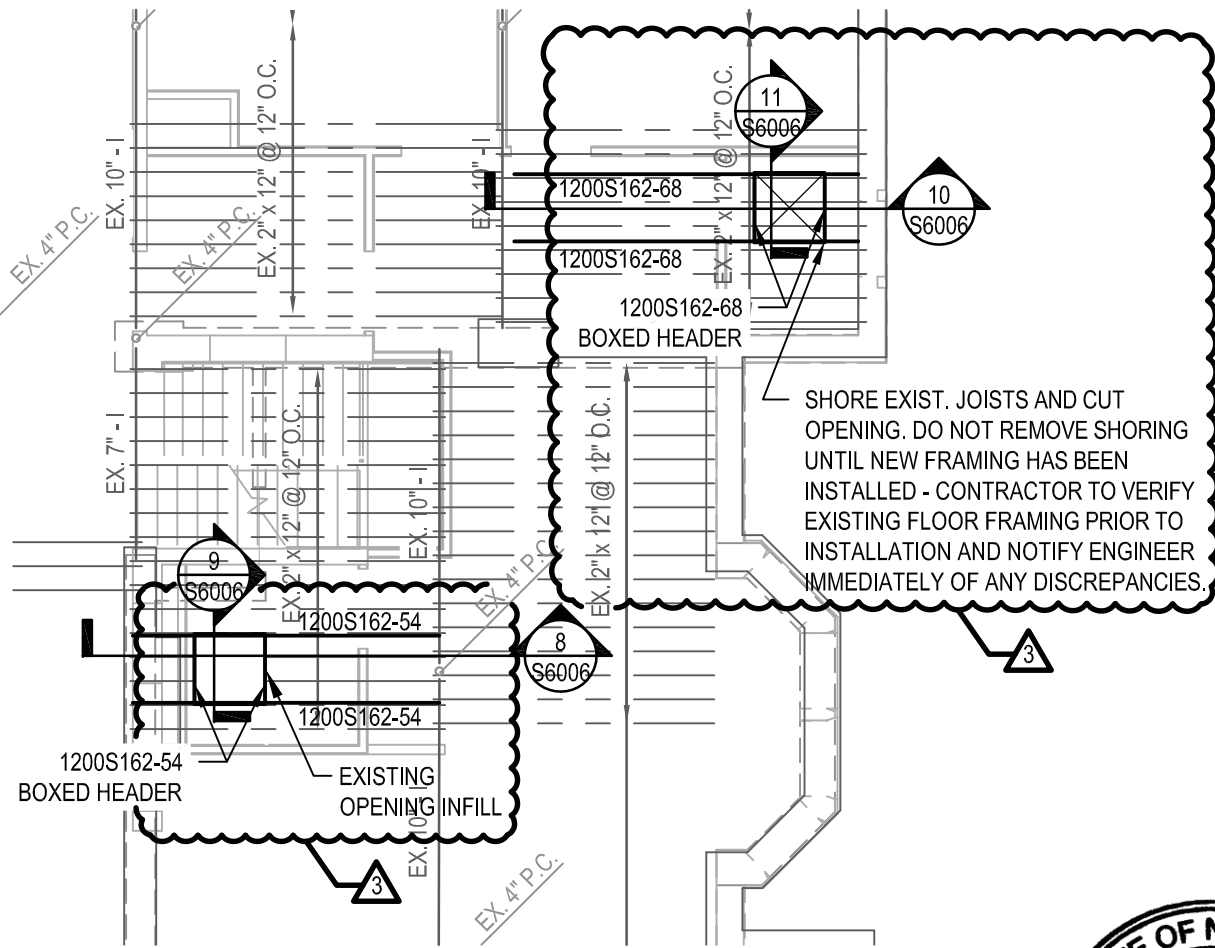 EX. 2" x 12" @ 12" O.C.
EX. 10" - I
EX. 4" P.C.
EX. 4" P.C.
EX. 10" - I
EX. 2" x 12" @ 12" O.C.
11
S6006
10
S6006
1200S162-68
1200S162-68
1200S162-68
BOXED HEADER
SHORE EXIST. JOISTS AND CUT
OPENING. DO NOT REMOVE SHORING
UNTIL NEW FRAMING HAS BEEN
INSTALLED - CONTRACTOR TO VERIFY
EXISTING FLOOR FRAMING PRIOR TO
INSTALLATION AND NOTIFY ENGINEER
IMMEDIATELY OF ANY DISCREPANCIES.
3
EX. 7" - I
EX. 2" x 12" @ 12" O.C.
EX. 10" - I
EX. 2" x 12" @ 12" O.C.
EX. 4" P.C.
9
S6006
8
S6006
1200S162-54
1200S162-54
1200S162-54
BOXED HEADER
EXISTING
OPENING INFILL
EX. 10" - I
3
EX. 4" P.C.
OF N